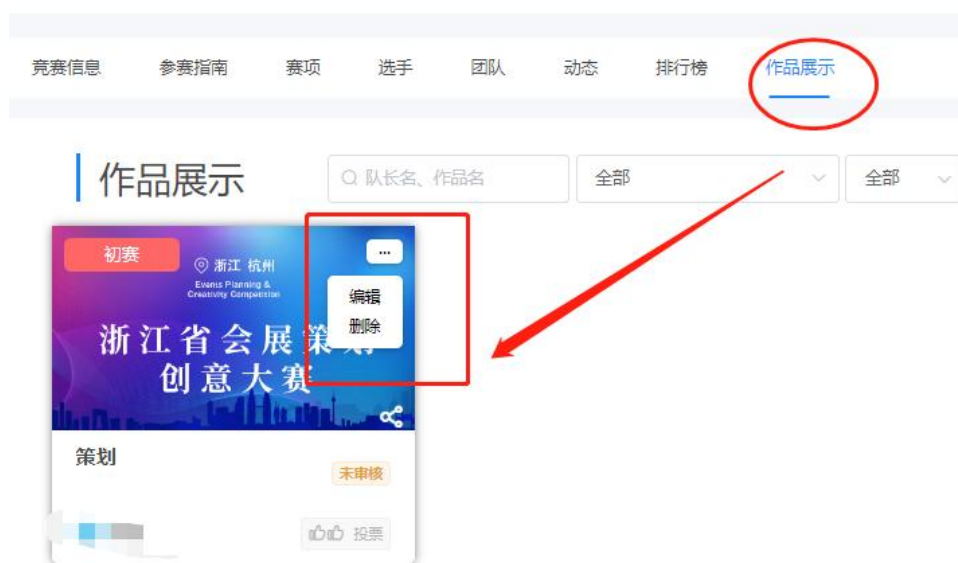 竞赛信息 参赛指南 赛项 选手 团队 动态 排行榜 作品展示
作品展示 队长名、作品名 全部 全部
初赛 ...
浙江 杭州
Events Planning &
Creativity Competition
编辑
删除
浙江省会展策划
创意大赛
策划
未审核
投票